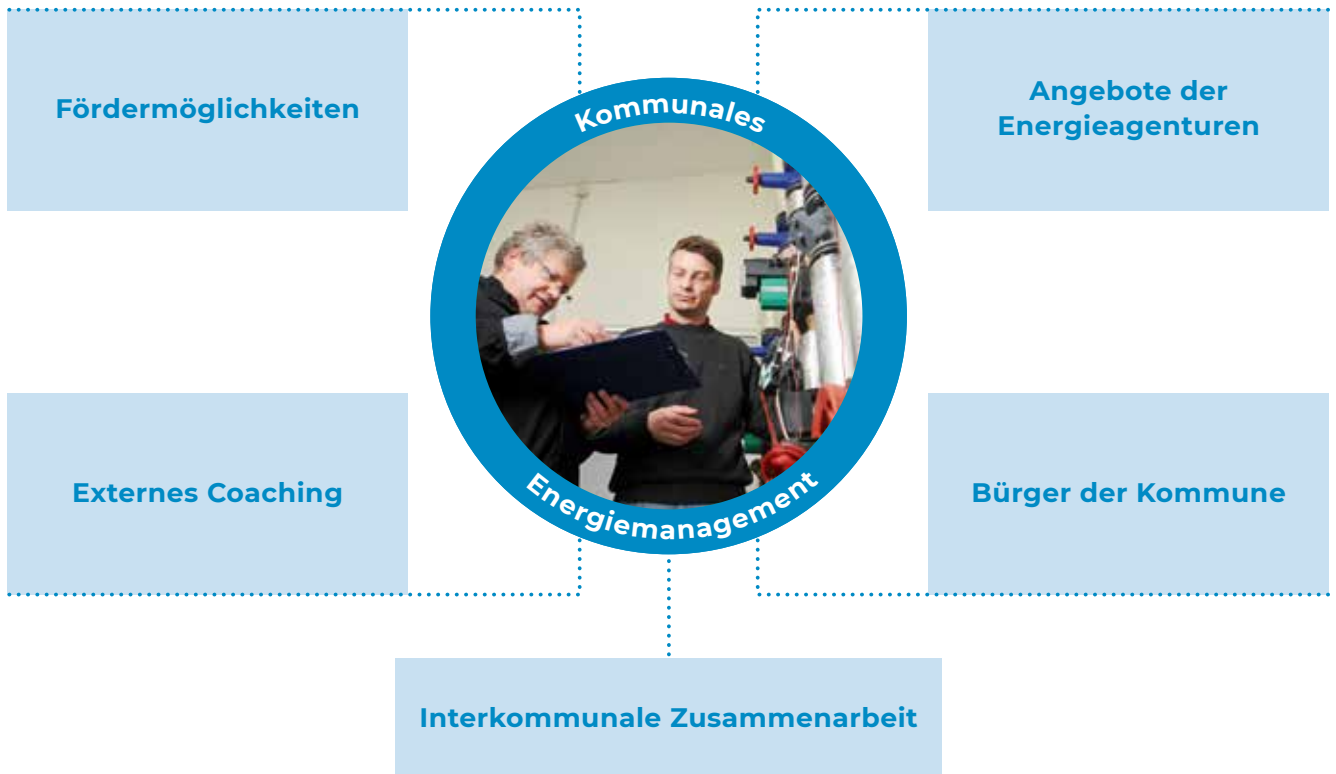 Fördermöglichkeiten
Angebote der
Energieagenturen
Kommunales
Energiemanagement
Externes Coaching
Bürger der Kommune
Interkommunale Zusammenarbeit